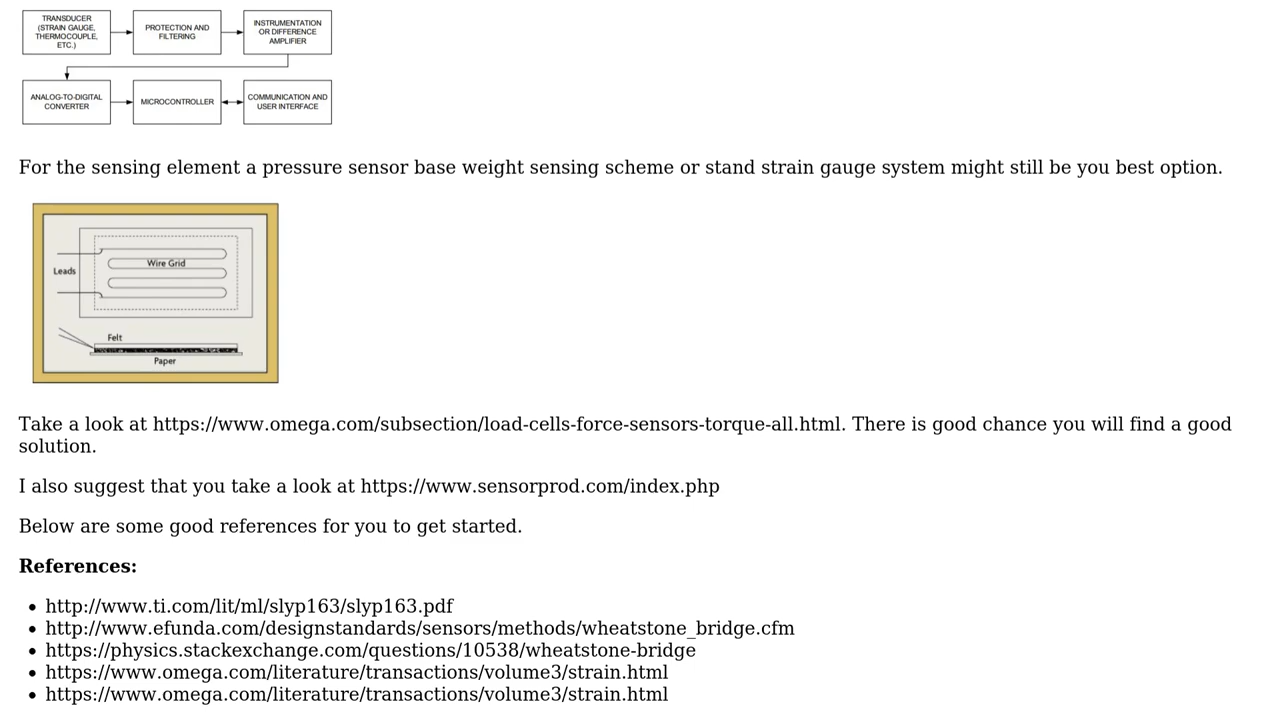 TRANSDUCER
(STRAIN GAUGE,
THERMOCOUPLE,
ETC.)
PROTECTION AND
FILTERING
INSTRUMENTATION
OR DIFFERENCE
AMPLIFIER
ANALOG-TO-DIGITAL
CONVERTER
MICROCONTROLLER
COMMUNICATION AND
USER INTERFACE
For the sensing element a pressure sensor base weight sensing scheme or stand strain gauge system might still be you best option.
Wire Grid
Leads
Felt
Paper
Take a look at https://www.omega.com/subsection/load-cells-force-sensors-torque-all.html. There is good chance you will find a good
solution.
I also suggest that you take a look at https://www.sensorprod.com/index.php
Below are some good references for you to get started.
References:
• http://www.ti.com/lit/ml/slyp163/slyp163.pdf
• http://www.efunda.com/designstandards/sensors/methods/wheatstone_bridge.cfm
• https://physics.stackexchange.com/questions/10538/wheatstone-bridge
• https://www.omega.com/literature/transactions/volume3/strain.html
• https://www.omega.com/literature/transactions/volume3/strain.html